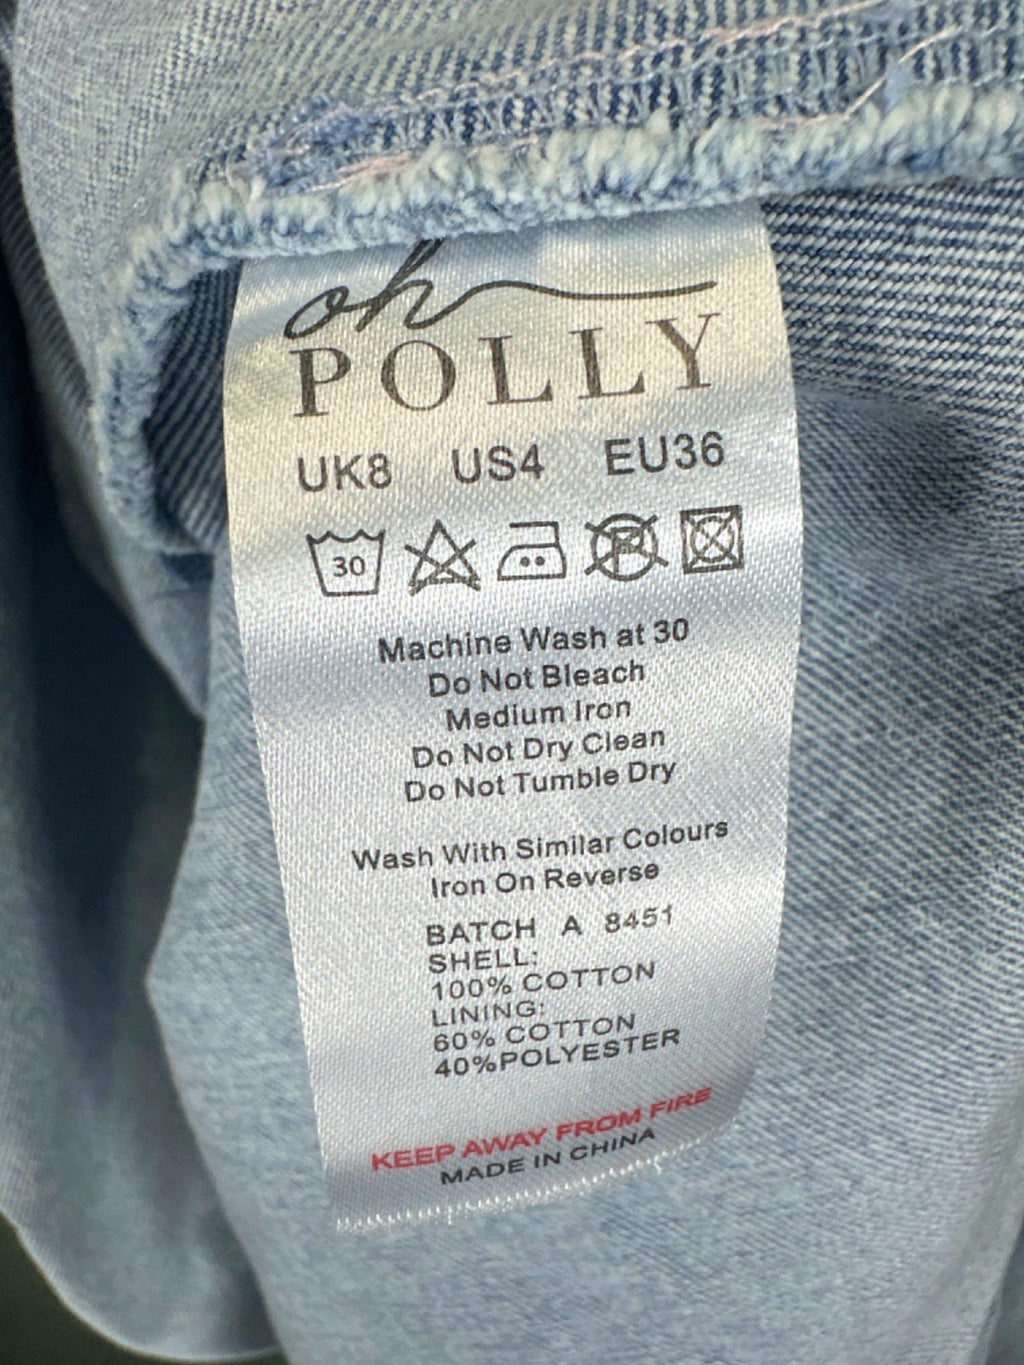 oh
POLLY
UK8 US4 EU36
30 P
Machine Wash at 30
Do Not Bleach
Medium Iron
Do Not Dry Clean
Do Not Tumble Dry
Wash With Similar Colours
Iron On Reverse
BATCH A 8451
SHELL:
100% COTTON
LINING:
60% COTTON
40%POLYESTER
KEEP AWAY FROM FIRE
MADE IN CHINA